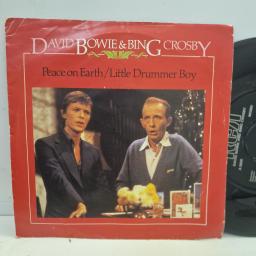 DAVID BOWIE & BING CROSBY
Peace on Earth/Little Drummer Boy